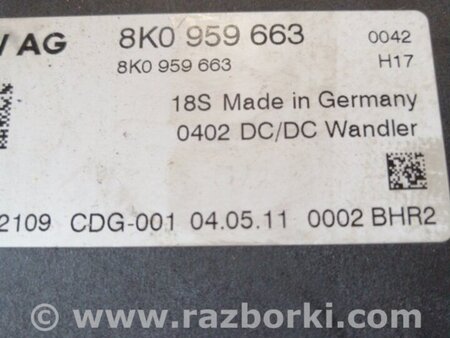 AG 8K0 959 663 0042
8K0 959 663 H17
18S Made in Germany
0402 DC/DC Wandler
2109 CDG-001 04.05.11 0002 BHR2
www.razborki.com